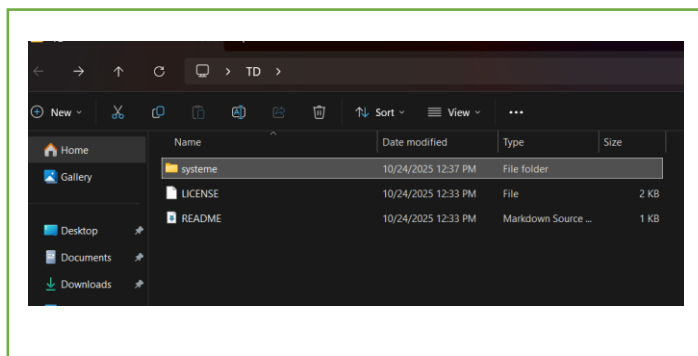 TD
New
Sort
View
Home
Gallery
Desktop
Documents
Downloads
Name Date modified Type Size
systeme 10/24/2025 12:37 PM File folder
LICENSE 10/24/2025 12:33 PM File 2 KB
README 10/24/2025 12:33 PM Markdown Source ... 1 KB